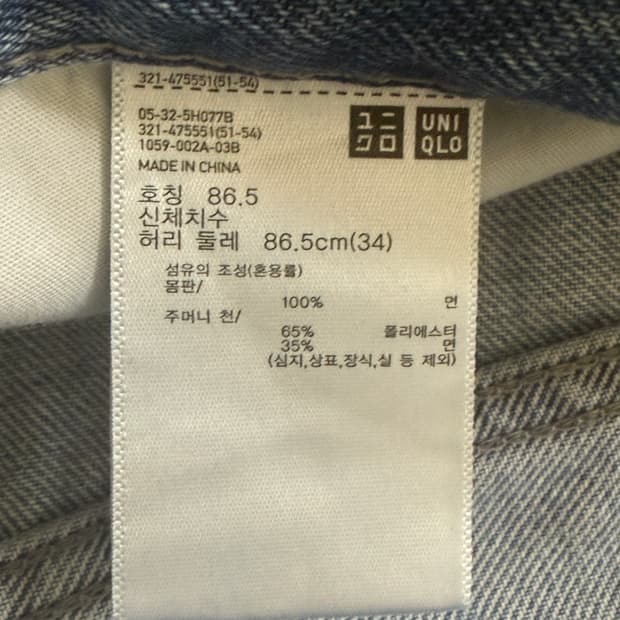 321-475551(51-54)
05-32-5H077B
321-475551(51-54)
1059-002A-03B
MADE IN CHINA
ユニ
クロ
UNI
QLO
호칭 86.5
신체치수
허리 둘레 86.5cm(34)
섬유의 조성(혼용률)
몸판/
100% 면
주머니 천/
65% 폴리에스터
35% 면
(심지,상표,장식,실 등 제외)